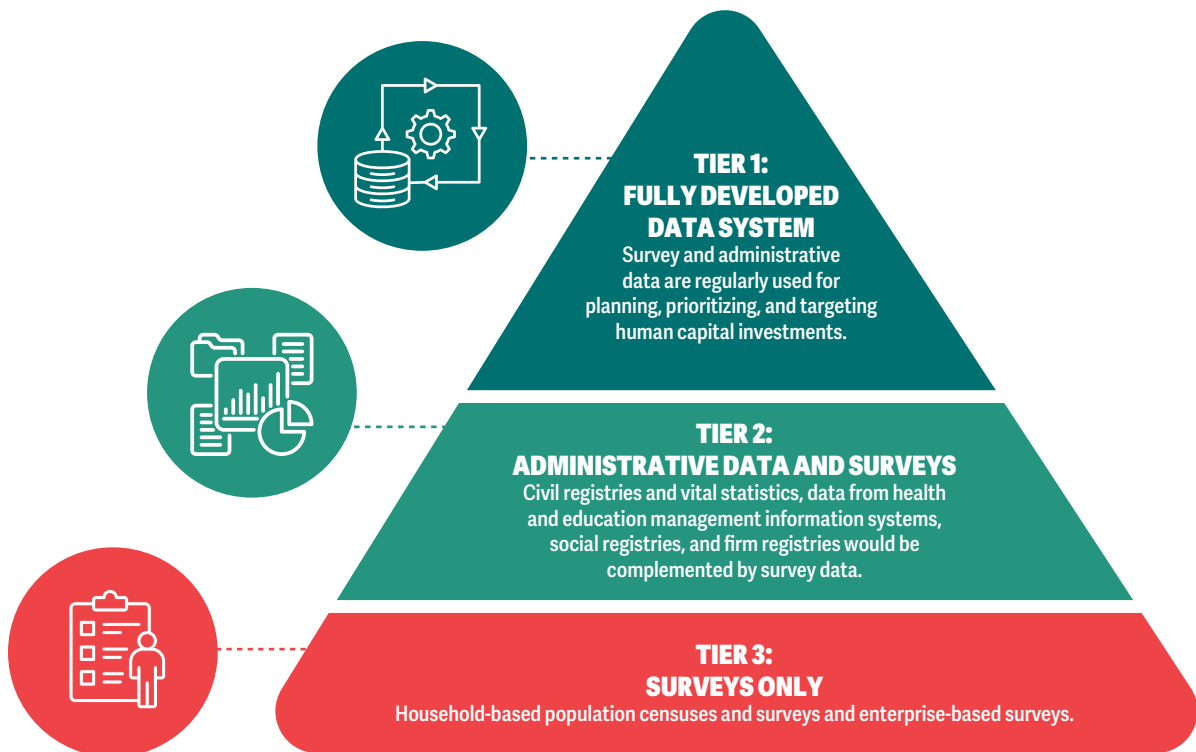 TIER 1:
FULLY DEVELOPED
DATA SYSTEM
Survey and administrative
data are regularly used for
planning, prioritizing, and targeting
human capital investments.
TIER 2:
ADMINISTRATIVE DATA AND SURVEYS
Civil registries and vital statistics, data from health
and education management information systems,
social registries, and firm registries would be
complemented by survey data.
TIER 3:
SURVEYS ONLY
Household-based population censuses and surveys and enterprise-based surveys.